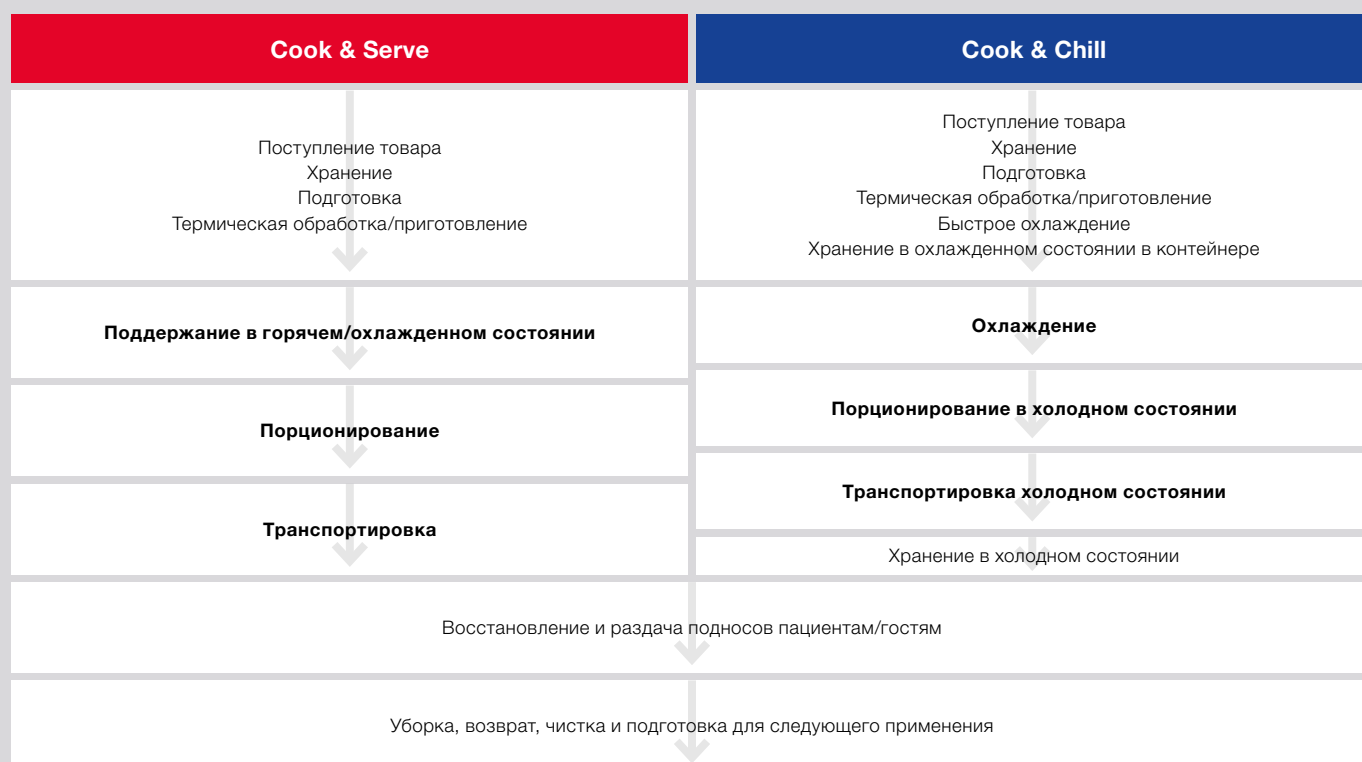 Cook & Serve
Поступление товара
Хранение
Подготовка
Термическая обработка/приготовление
Поддержание в горячем/охлажденном состоянии
Порционирование
Транспортировка
Cook & Chill
Поступление товара
Хранение
Подготовка
Термическая обработка/приготовление
Быстрое охлаждение
Хранение в охлажденном состоянии в контейнере
Охлаждение
Порционирование в холодном состоянии
Транспортировка холодном состоянии
Хранение в холодном состоянии
Восстановление и раздача подносов пациентам/гостям
Уборка, возврат, чистка и подготовка для следующего применения